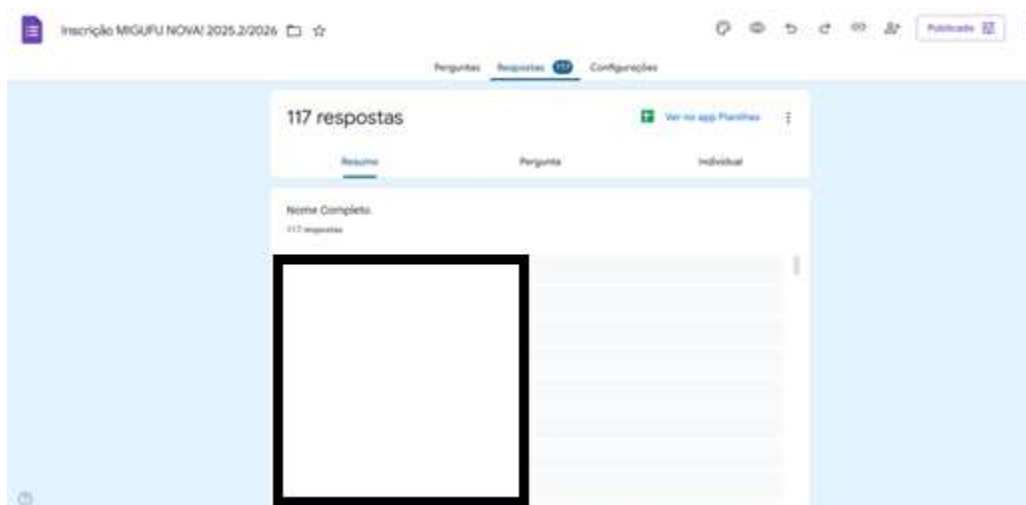 Inscrição MIGUFU NOVA! 2025.2/2026
Publicado
Perguntas Respostas 117 Configurações
117 respostas
Ver no app Planilhas
Resumo Pergunta Individual
Nome Completo
117 respostas